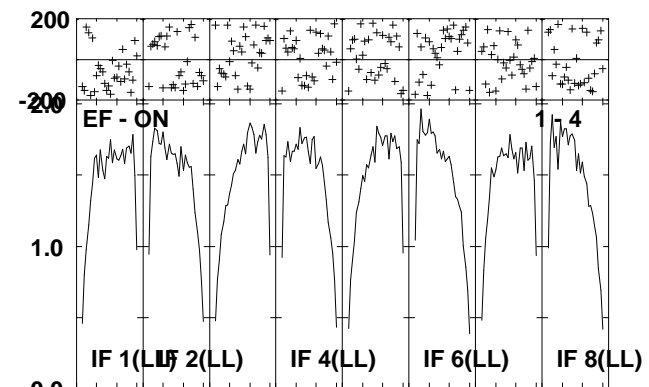 200
-200
2.0
EF - ON 1 - 4
1.0
IF 1(LL) IF 2(LL) IF 4(LL) IF 6(LL) IF 8(LL)
0.0